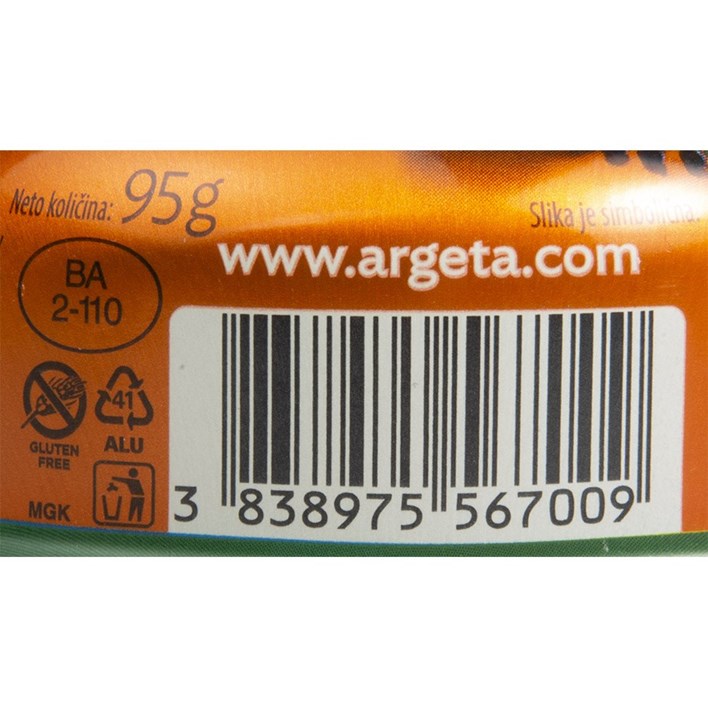 Neto količina: 95g
Slika je simbolična.
www.argeta.com
BA
2-110
41
ALU
GLUTEN
FREE
MGK
3 838975 567009